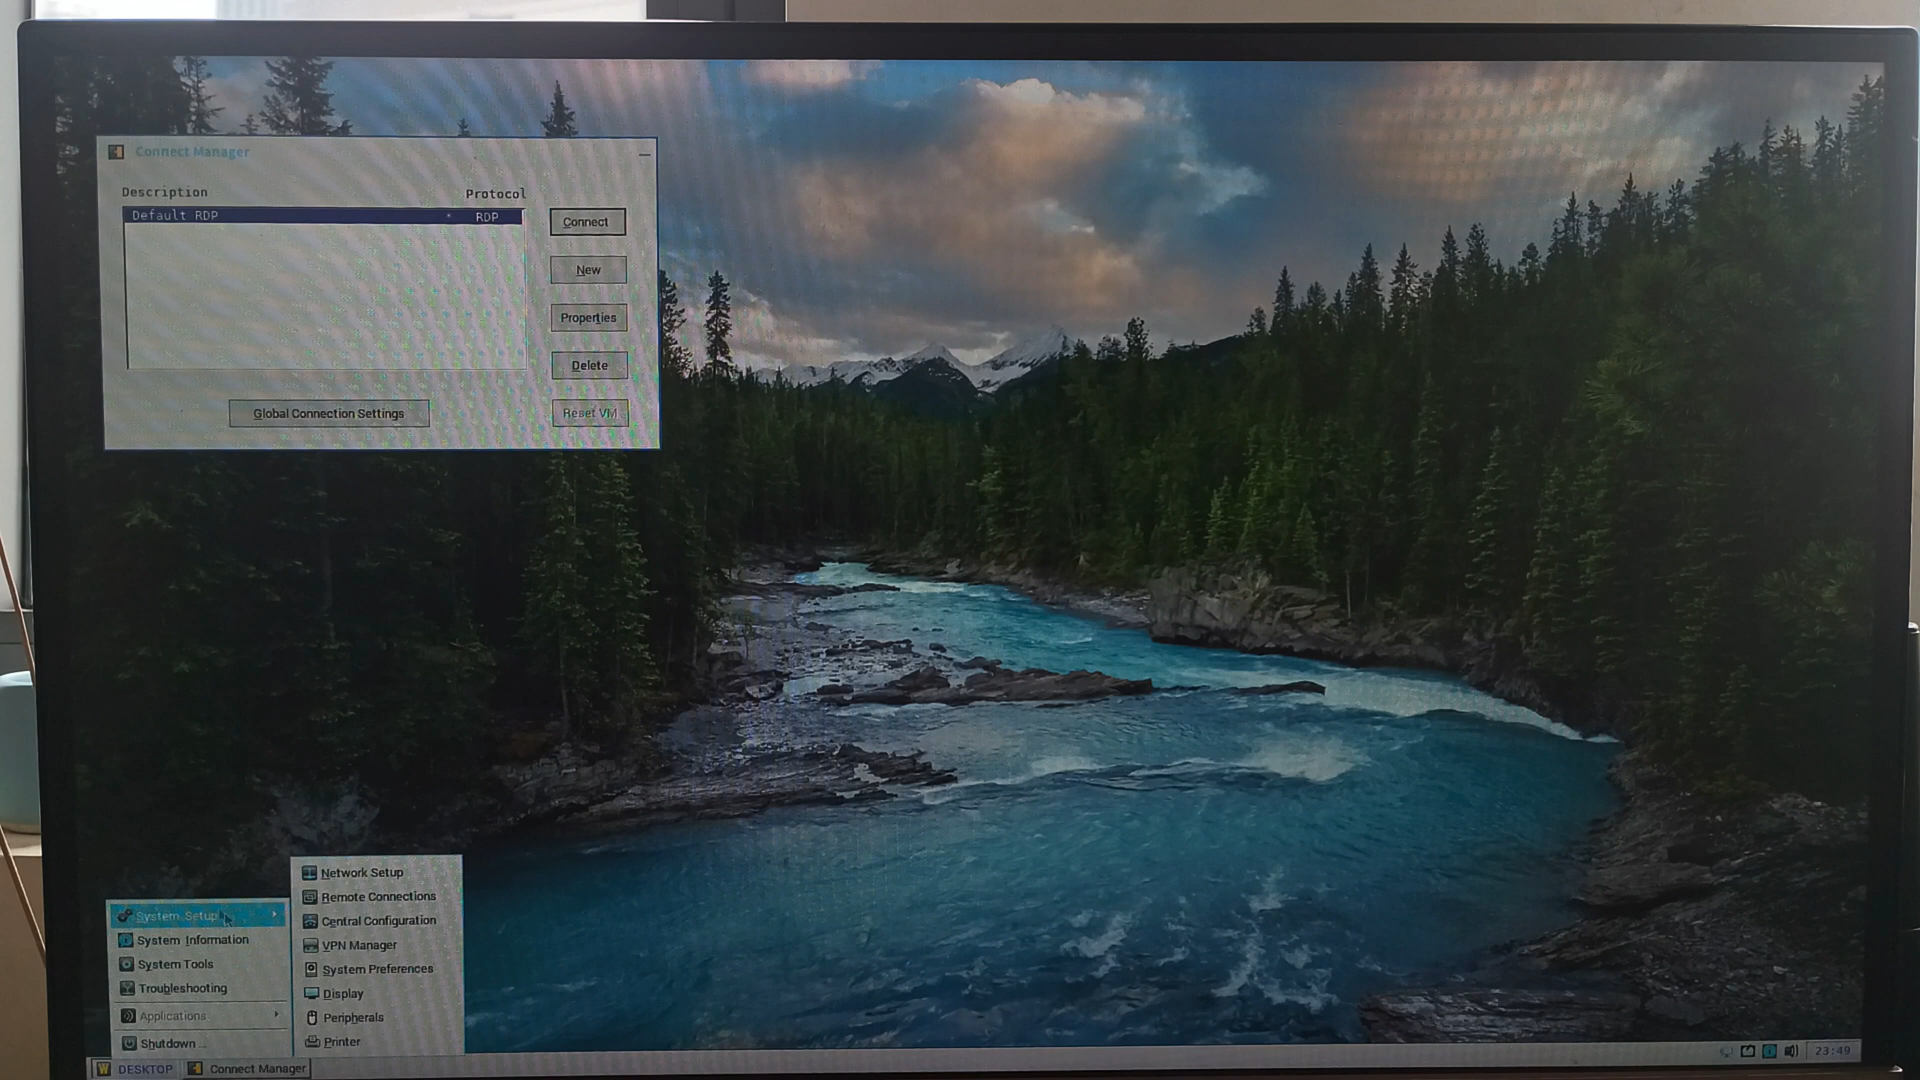 Connect Manager
Description Protocol
Default RDP * RDP
Connect
New
Properties
Delete
Global Connection Settings
Reset VM
Network Setup
Remote Connections
Central Configuration
VPN Manager
System Preferences
Display
Peripherals
Printer
System Setup
System Information
System Tools
Troubleshooting
Applications
Shutdown ...
DESKTOP
Connect Manager
23:49